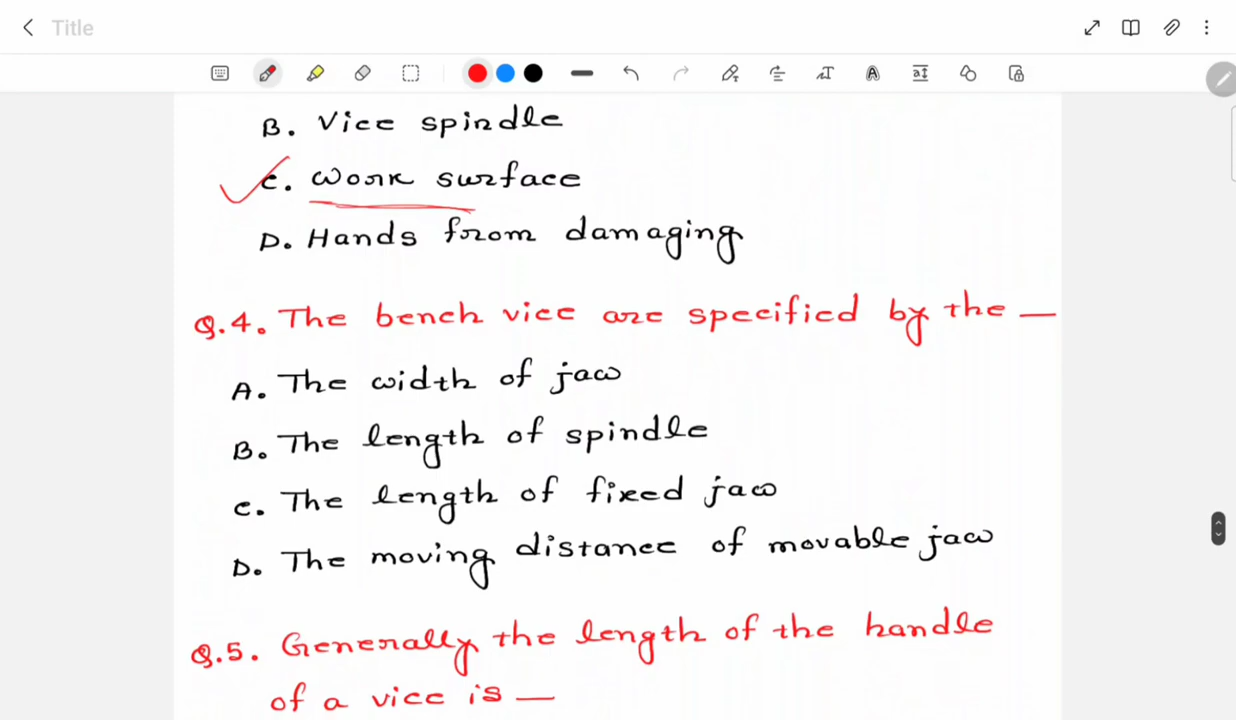 Title
B. Vice spindle
C. Work surface
D. Hands from damaging
Q.4. The bench vice are specified by the —
A. The width of jaw
B. The length of spindle
C. The length of fixed jaw
D. The moving distance of movable jaw
Q.5. Generally the length of the handle
of a vice is —